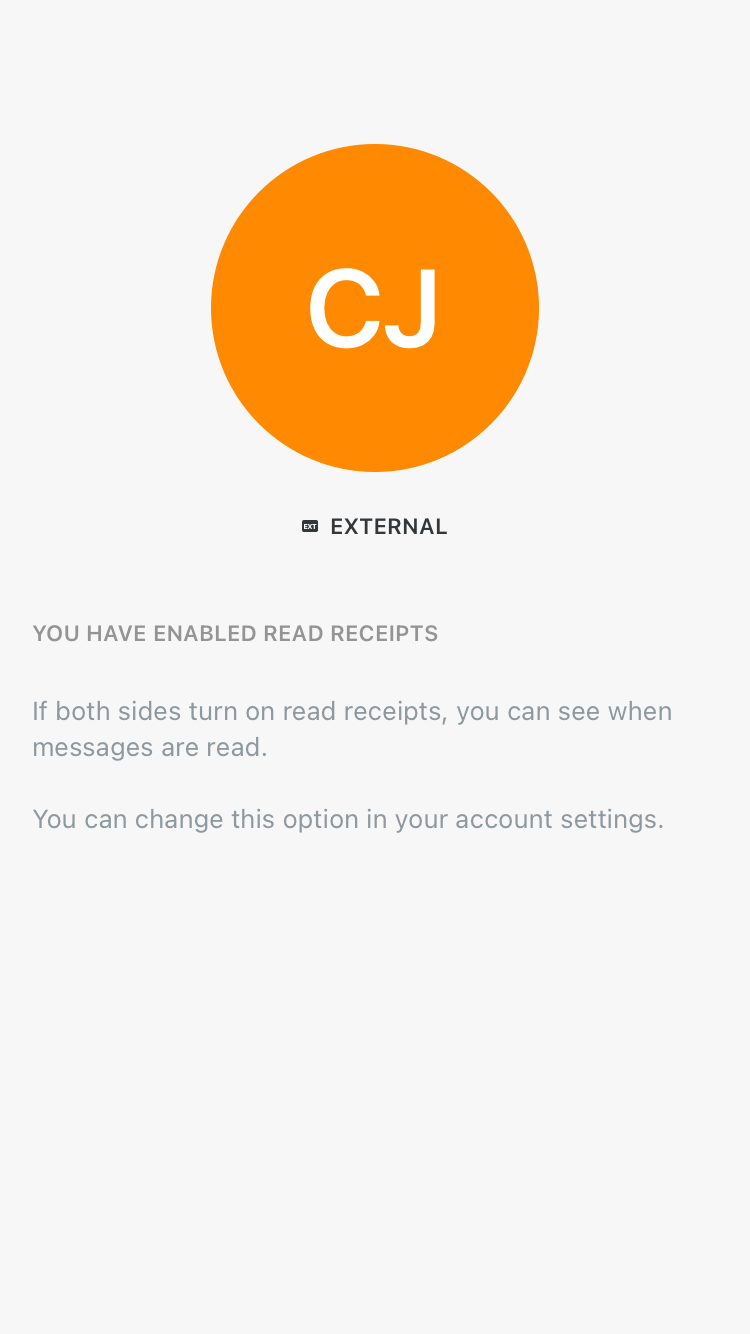 CJ
EXT EXTERNAL
YOU HAVE ENABLED READ RECEIPTS
If both sides turn on read receipts, you can see when
messages are read.
You can change this option in your account settings.